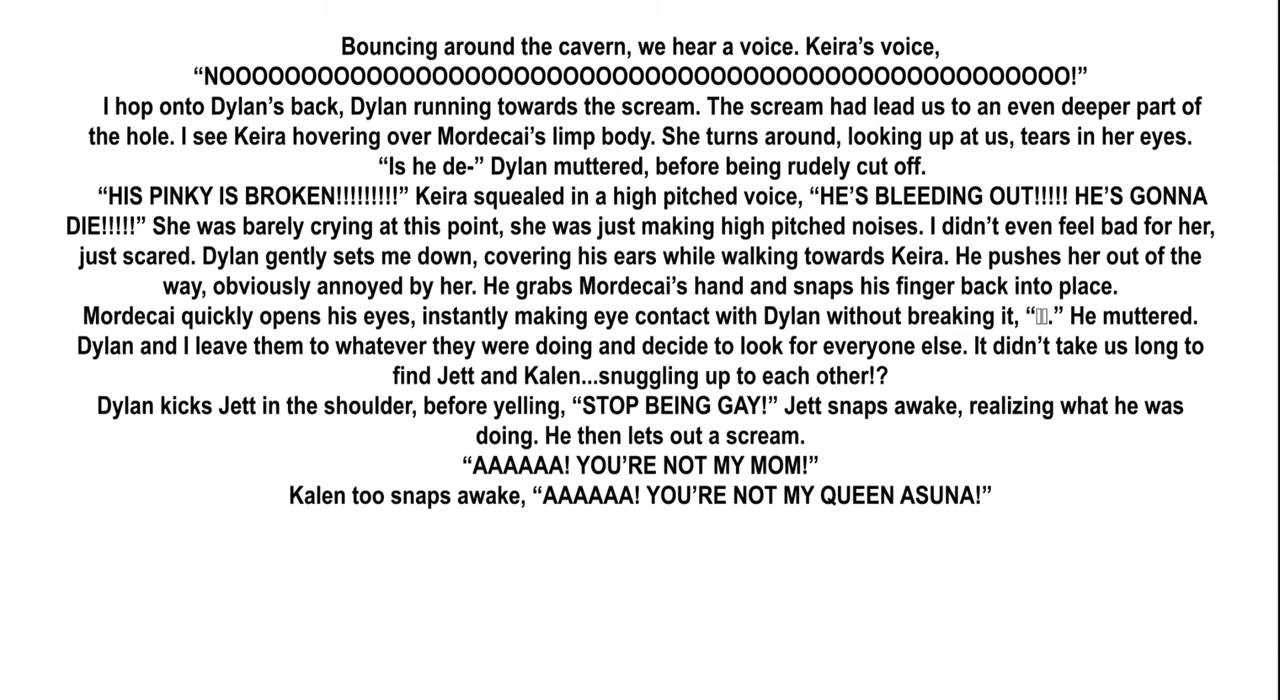 Bouncing around the cavern, we hear a voice. Keira’s voice,
“NOOOOOOOOOOOOOOOOOOOOOOOOOOOOOOOOOOOOOOOOOOOOOOOOOOOO!”
I hop onto Dylan’s back, Dylan running towards the scream. The scream had lead us to an even deeper part of
the hole. I see Keira hovering over Mordecai’s limp body. She turns around, looking up at us, tears in her eyes.
“Is he de-” Dylan muttered, before being rudely cut off.
“HIS PINKY IS BROKEN!!!!!!!!!” Keira squealed in a high pitched voice, “HE’S BLEEDING OUT!!!!! HE’S GONNA
DIE!!!!!” She was barely crying at this point, she was just making high pitched noises. I didn’t even feel bad for her,
just scared. Dylan gently sets me down, covering his ears while walking towards Keira. He pushes her out of the
way, obviously annoyed by her. He grabs Mordecai’s hand and snaps his finger back into place.
Mordecai quickly opens his eyes, instantly making eye contact with Dylan without breaking it, “.” He muttered.
Dylan and I leave them to whatever they were doing and decide to look for everyone else. It didn’t take us long to
find Jett and Kalen...snuggling up to each other!?
Dylan kicks Jett in the shoulder, before yelling, “STOP BEING GAY!” Jett snaps awake, realizing what he was
doing. He then lets out a scream.
“AAAAAA! YOU’RE NOT MY MOM!”
Kalen too snaps awake, “AAAAAA! YOU’RE NOT MY QUEEN ASUNA!”